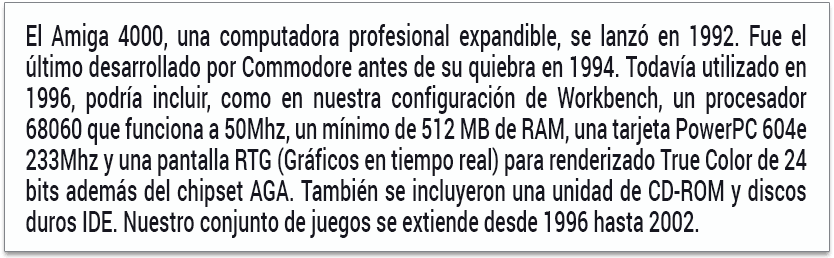 El Amiga 4000, una computadora profesional expandible, se lanzó en 1992. Fue el
último desarrollado por Commodore antes de su quiebra en 1994. Todavía utilizado en
1996, podría incluir, como en nuestra configuración de Workbench, un procesador
68060 que funciona a 50Mhz, un mínimo de 512 MB de RAM, una tarjeta PowerPC 604e
233Mhz y una pantalla RTG (Gráficos en tiempo real) para renderizado True Color de 24
bits además del chipset AGA. También se incluyeron una unidad de CD-ROM y discos
duros IDE. Nuestro conjunto de juegos se extiende desde 1996 hasta 2002.